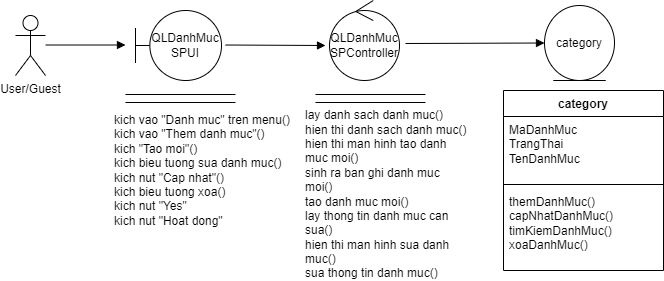 User/Guest
QLDanhMuc
SPUI
QLDanhMuc
SPController
category
kich vao "Danh muc" tren menu()
kich vao "Them danh muc"()
kich "Tao moi"()
kich bieu tuong sua danh muc()
kich nut "Cap nhat"()
kich bieu tuong xoa()
kich nut "Yes"
kich nut "Hoat dong"
lay danh sach danh muc()
hien thi danh sach danh muc()
hien thi man hinh tao danh
muc moi()
sinh ra ban ghi danh muc
moi()
tao danh muc moi()
lay thong tin danh muc can
sua()
hien thi man hinh sua danh
muc()
sua thong tin danh muc()
category
MaDanhMuc
TrangThai
TenDanhMuc
themDanhMuc()
capNhatDanhMuc()
timKiemDanhMuc()
xoaDanhMuc()